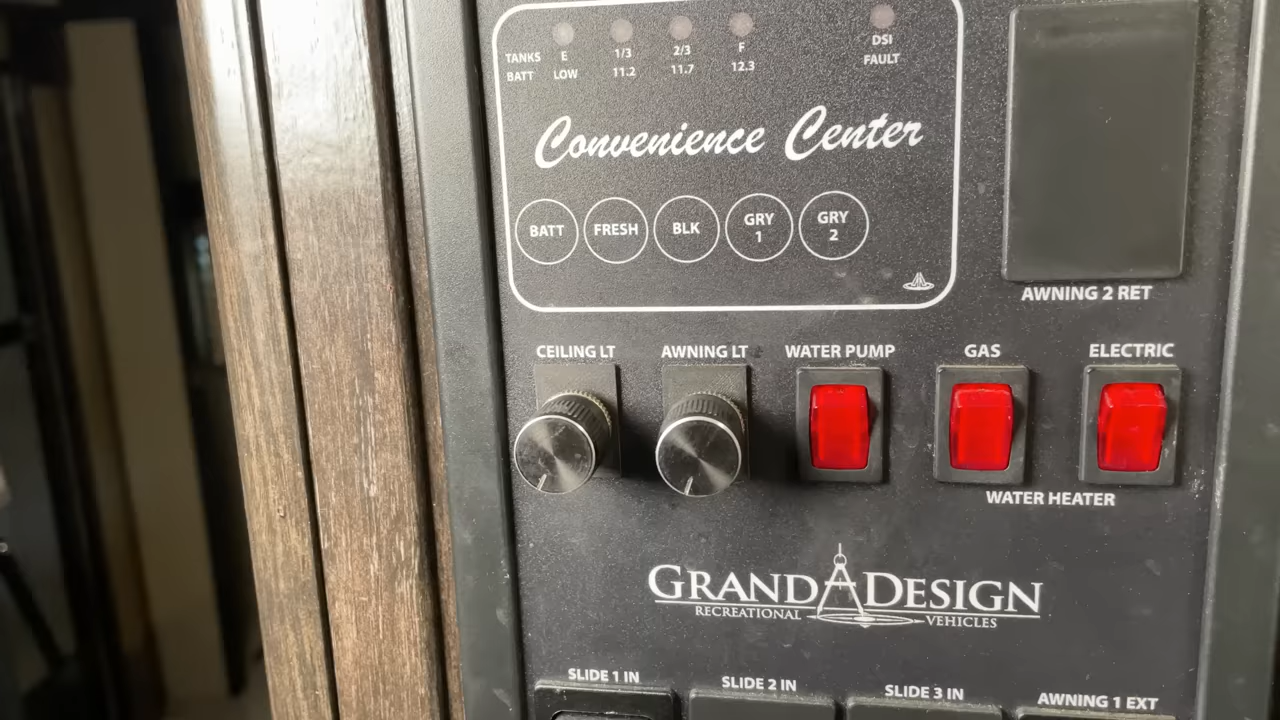 TANKS E 1/3 2/3 F DSI
BATT LOW 11.2 11.7 12.3 FAULT
Convenience Center
BATT FRESH BLK GRY 1 GRY 2
AWNING 2 RET
CEILING LT AWNING LT WATER PUMP GAS ELECTRIC
WATER HEATER
GRAND DESIGN
RECREATIONAL VEHICLES
SLIDE 1 IN SLIDE 2 IN SLIDE 3 IN AWNING 1 EXT